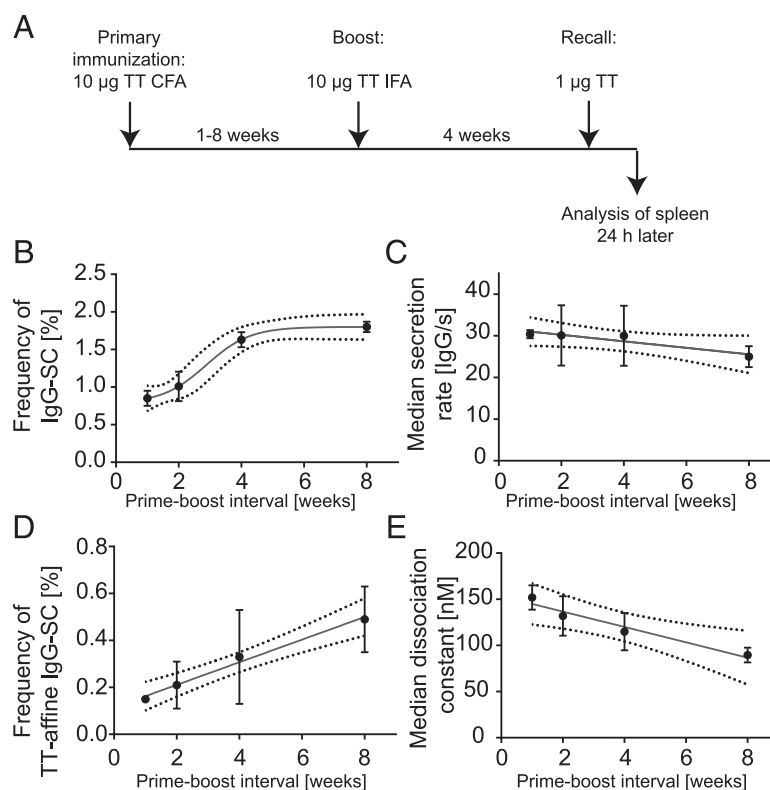 A
Primary
immunization:
10 µg TT CFA
Boost:
10 µg TT IFA
Recall:
1 µg TT
1-8 weeks
4 weeks
Analysis of spleen
24 h later
B
Frequency of
IgG-SC [%]
2.5
2.0
1.5
1.0
0.5
0.0
0 2 4 6 8
Prime-boost interval [weeks]
C
Median secretion
rate [IgG/s]
40
30
20
10
0
0 2 4 6 8
Prime-boost interval [weeks]
D
Frequency of
TT-affine IgG-SC [%]
0.8
0.6
0.4
0.2
0.0
0 2 4 6 8
Prime-boost interval [weeks]
E
Median dissociation
constant [nM]
200
150
100
50
0
0 2 4 6 8
Prime-boost interval [weeks]